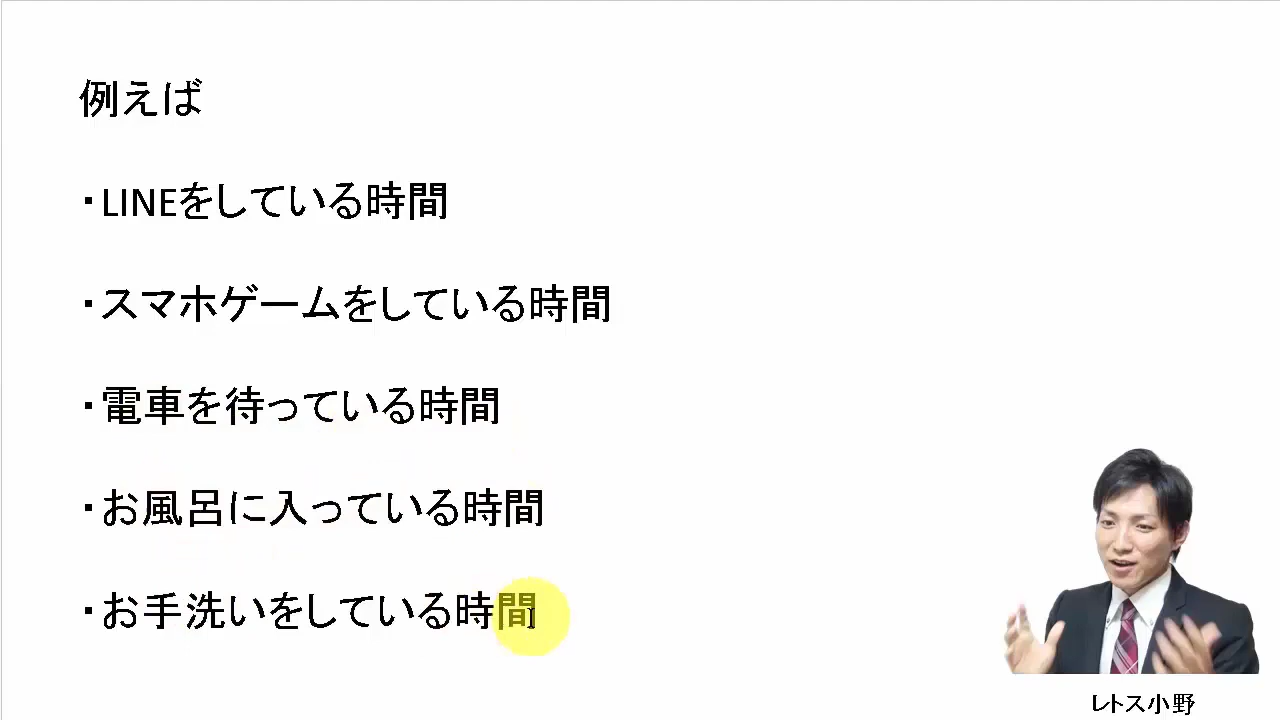 例えば
・LINEをしている時間
・スマホゲームをしている時間
・電車を待っている時間
・お風呂に入っている時間
・お手洗いをしている時間
レトス小野